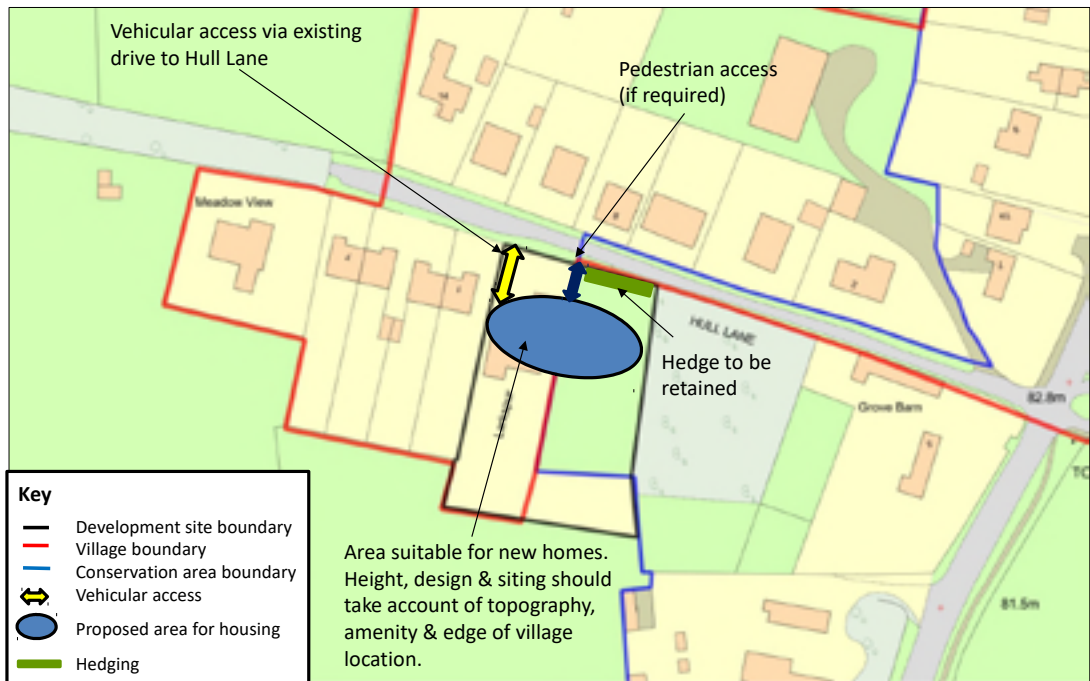 Vehicular access via existing
drive to Hull Lane
Pedestrian access
(if required)
Meadow View
HULL LANE
Hedge to be
retained
Grove Barn
82.8m
81.5m
Area suitable for new homes.
Height, design & siting should
take account of topography,
amenity & edge of village
location.
Key
Development site boundary
Village boundary
Conservation area boundary
Vehicular access
Proposed area for housing
Hedging